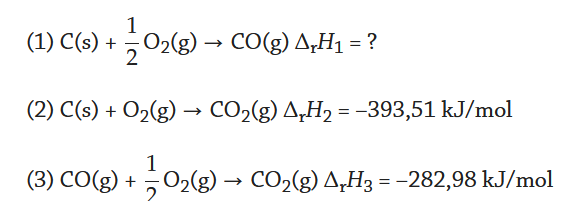 (1) C(s) + 1/2 O₂(g) → CO(g) ΔᵣH₁ = ?
(2) C(s) + O₂(g) → CO₂(g) ΔᵣH₂ = –393,51 kJ/mol
(3) CO(g) + 1/2 O₂(g) → CO₂(g) ΔᵣH₃ = –282,98 kJ/mol